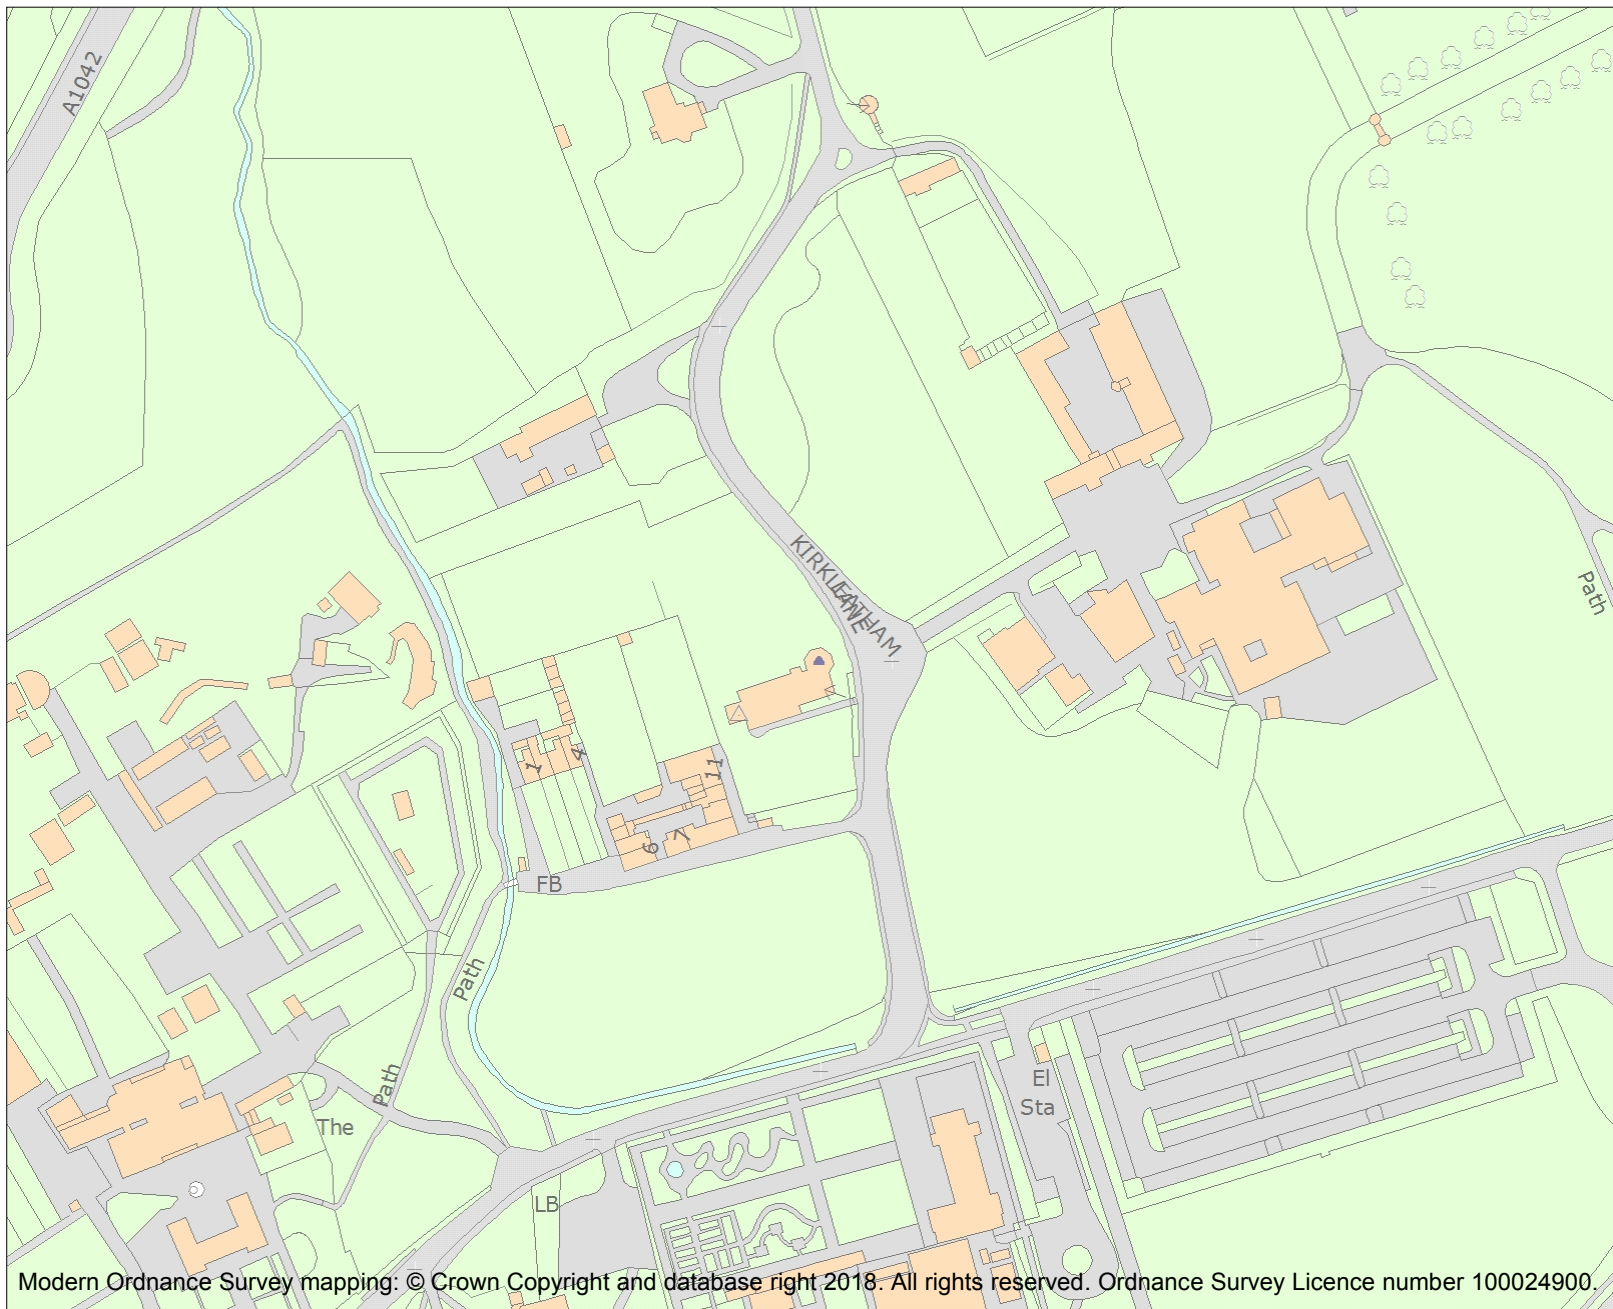 A1042
KIRKLEATHAM
LANE
Path
1
4
11
6
7
FB
Path
Path
El
Sta
The
LB
Modern Ordnance Survey mapping: © Crown Copyright and database right 2018. All rights reserved. Ordnance Survey Licence number 100024900.